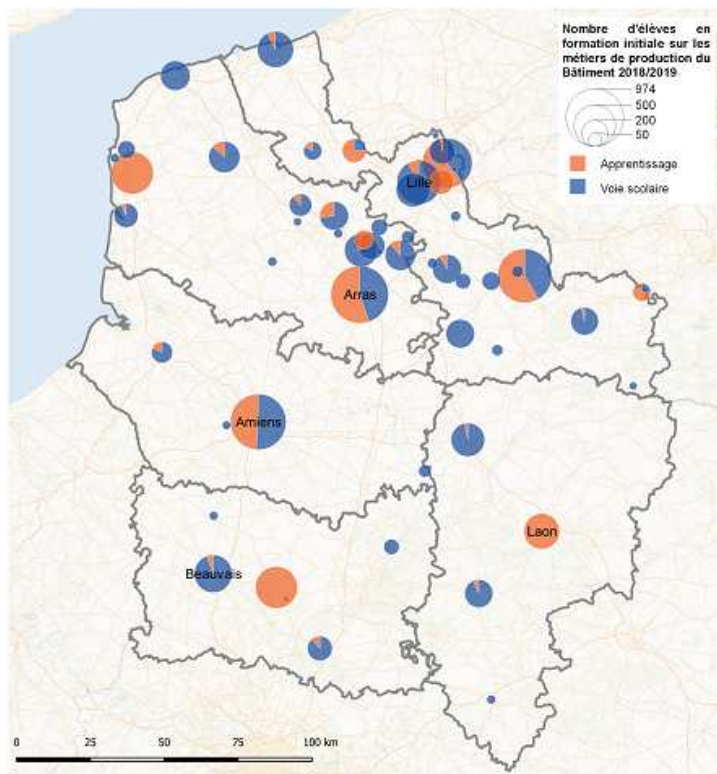 Nombre d'élèves en
formation initiale sur les
métiers de production du
Bâtiment 2018/2019
974
500
200
50
Apprentissage
Voie scolaire
Lille
Arras
Amiens
Laon
Beauvais
0 25 50 75 100 km